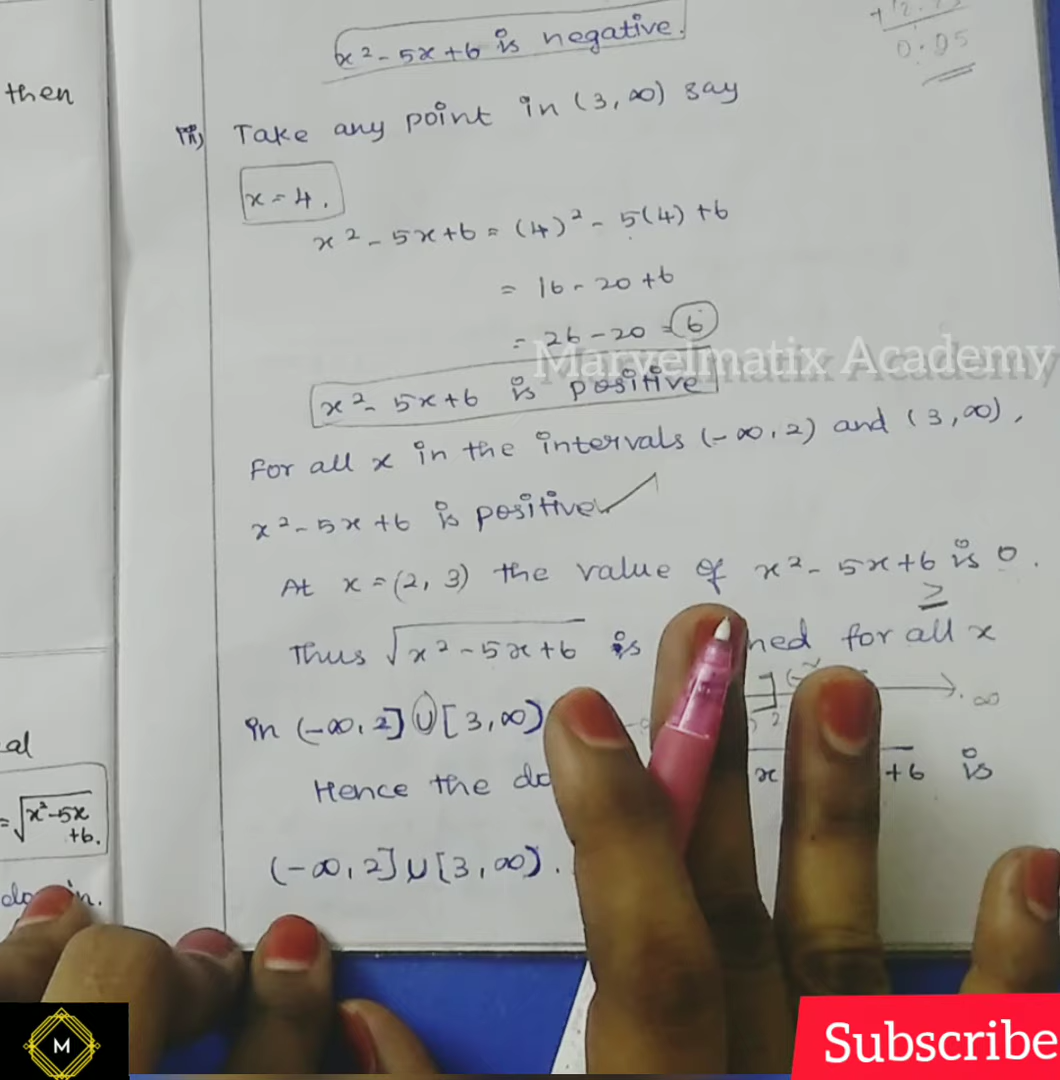 x² - 5x + 6 is negative.
0.05
then
iii) Take any point in (3, ∞) say
x = 4.
x² - 5x + 6 = (4)² - 5(4) + 6
= 16 - 20 + 6
= 26 - 20 = 6
Marvelmatix Academy
x² - 5x + 6 is positive
For all x in the intervals (-∞, 2) and (3, ∞),
x² - 5x + 6 is positive
At x = (2, 3) the value of x² - 5x + 6 is 0.
≥
Thus √x² - 5x + 6 is for all x
in (-∞, 2] ∪ [3, ∞)
∞
2
al
Hence the x + 6 is
= √x² - 5x + 6.
(-∞, 2] ∪ [3, ∞).
M
Subscribe